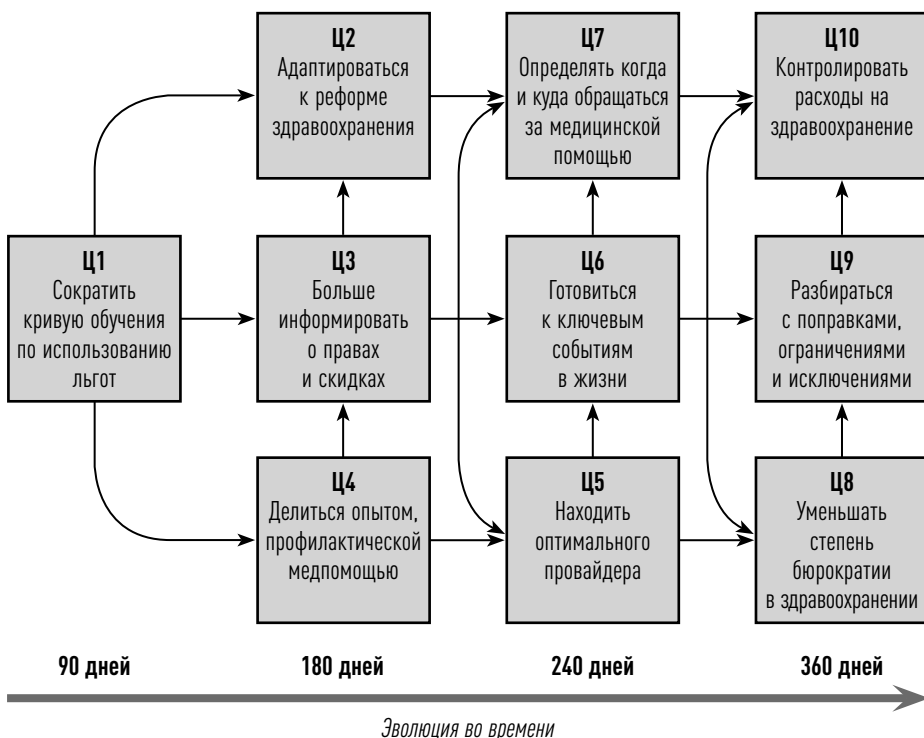 Ц2
Адаптироваться
к реформе
здравоохранения
Ц7
Определять когда
и куда обращаться
за медицинской
помощью
Ц10
Контролировать
расходы на
здравоохранение
Ц1
Сократить
кривую обучения
по использованию
льгот
Ц3
Больше
информировать
о правах
и скидках
Ц6
Готовиться
к ключевым
событиям
в жизни
Ц9
Разбираться
с поправками,
ограничениями
и исключениями
Ц4
Делиться опытом,
профилактической
медпомощью
Ц5
Находить
оптимального
провайдера
Ц8
Уменьшать
степень
бюрократии
в здравоохранении
90 дней
180 дней
240 дней
360 дней
Эволюция во времени